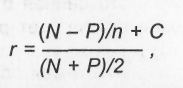 r = (N – P)/n + C / (N + P)/2 ,